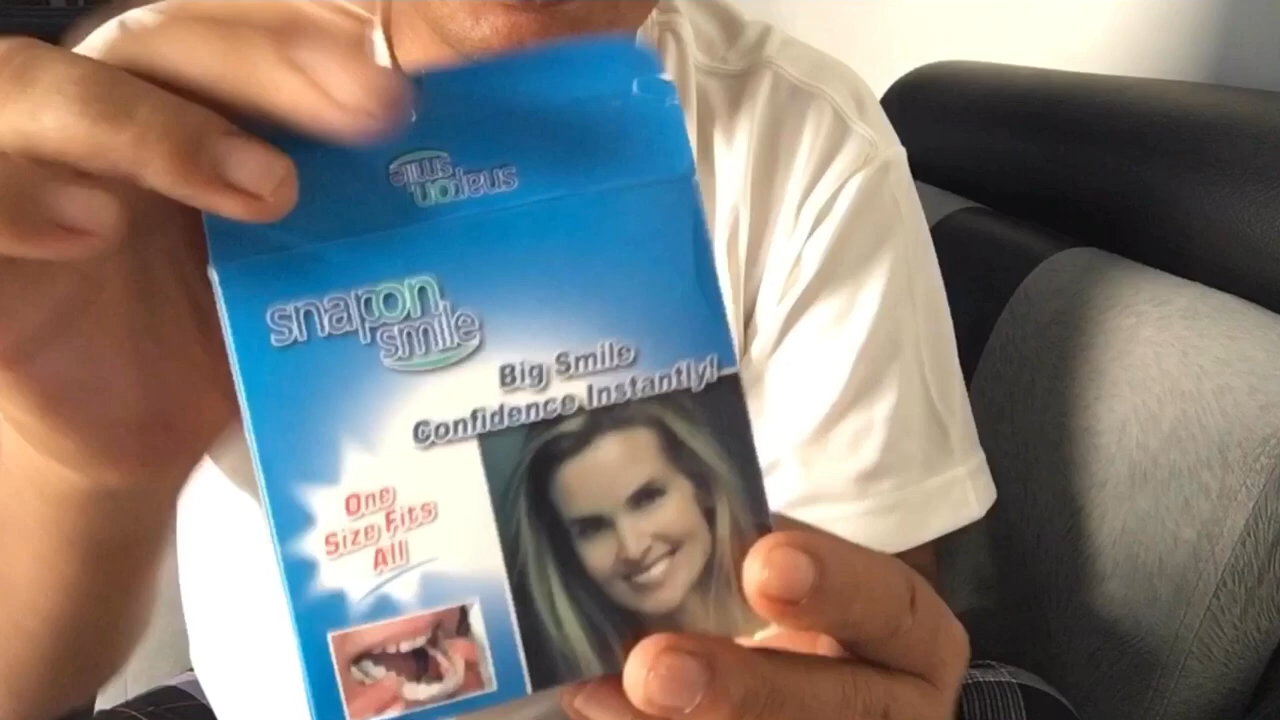 snap on
smile
snap on
smile
Big Smile
Confidence Instantly!
One
Size Fits
All